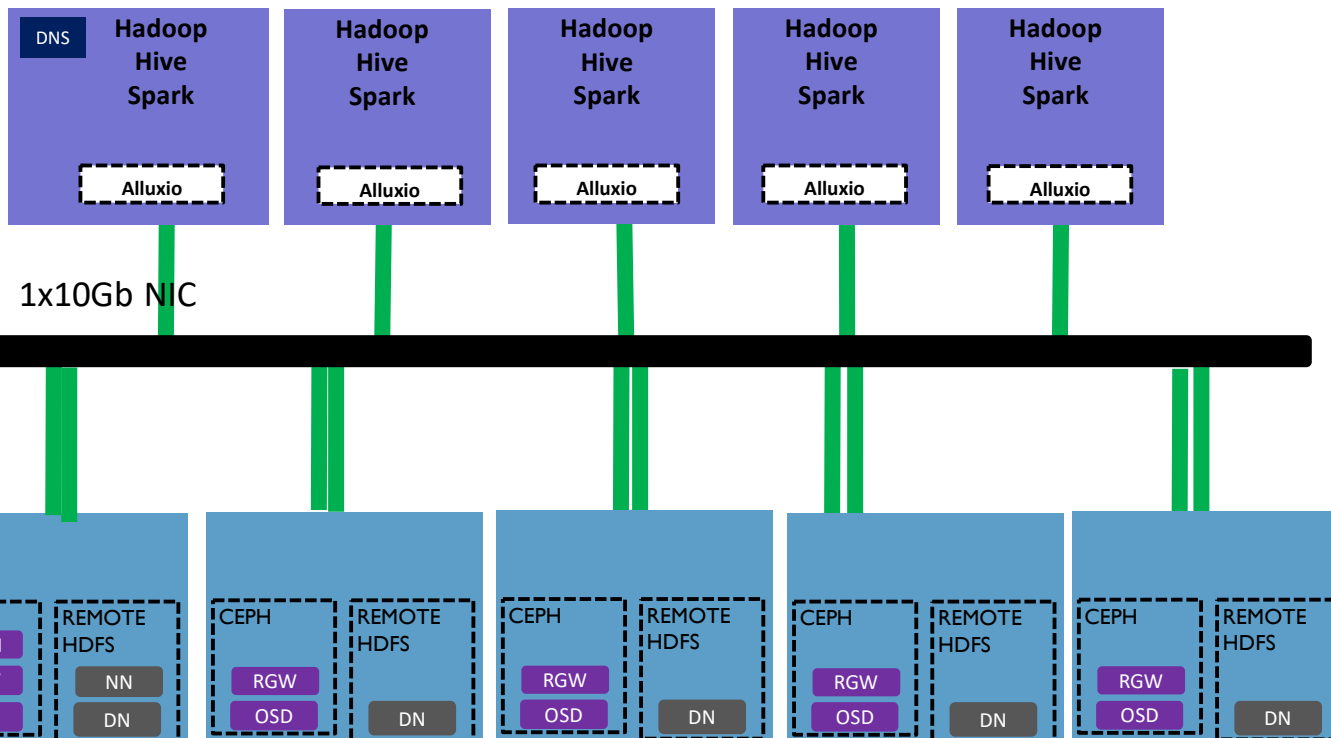 DNS
Hadoop
Hive
Spark
Alluxio
Hadoop
Hive
Spark
Alluxio
Hadoop
Hive
Spark
Alluxio
Hadoop
Hive
Spark
Alluxio
Hadoop
Hive
Spark
Alluxio
1x10Gb NIC
REMOTE
HDFS
NN
DN
CEPH
RGW
OSD
REMOTE
HDFS
DN
CEPH
RGW
OSD
REMOTE
HDFS
DN
CEPH
RGW
OSD
REMOTE
HDFS
DN
CEPH
RGW
OSD
REMOTE
HDFS
DN